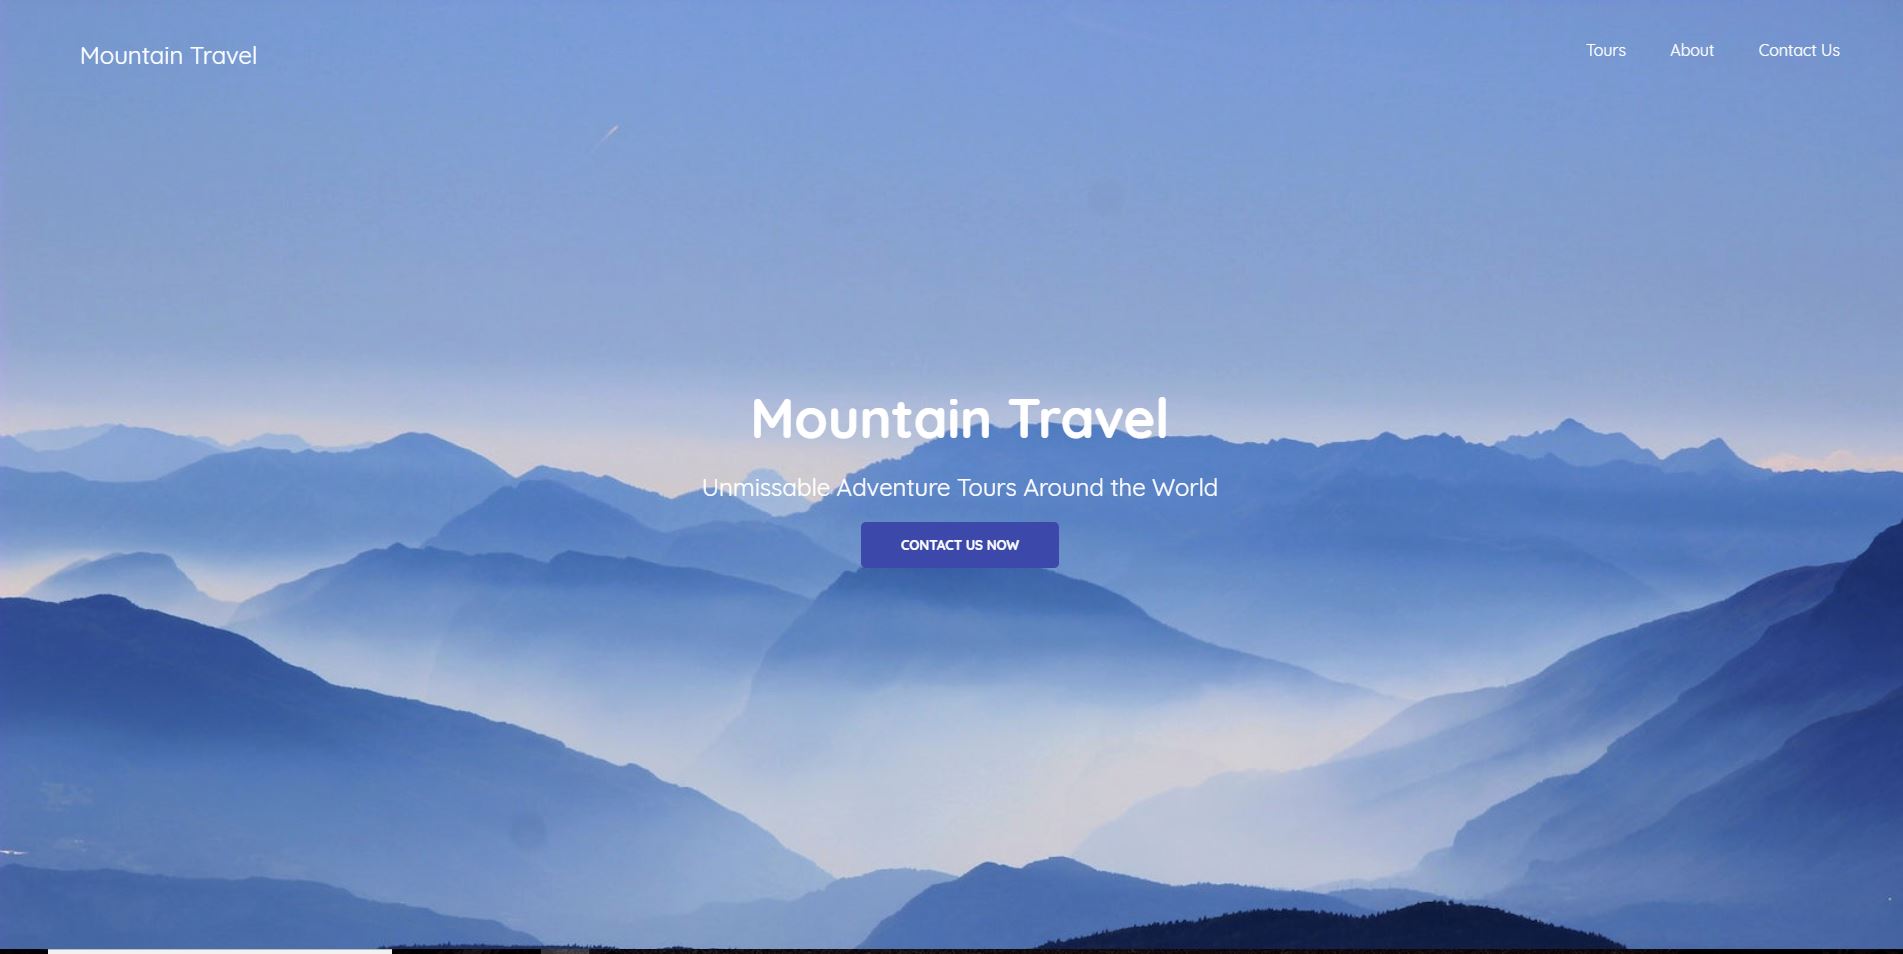 Mountain Travel
Tours About Contact Us
Mountain Travel
Unmissable Adventure Tours Around the World
CONTACT US NOW